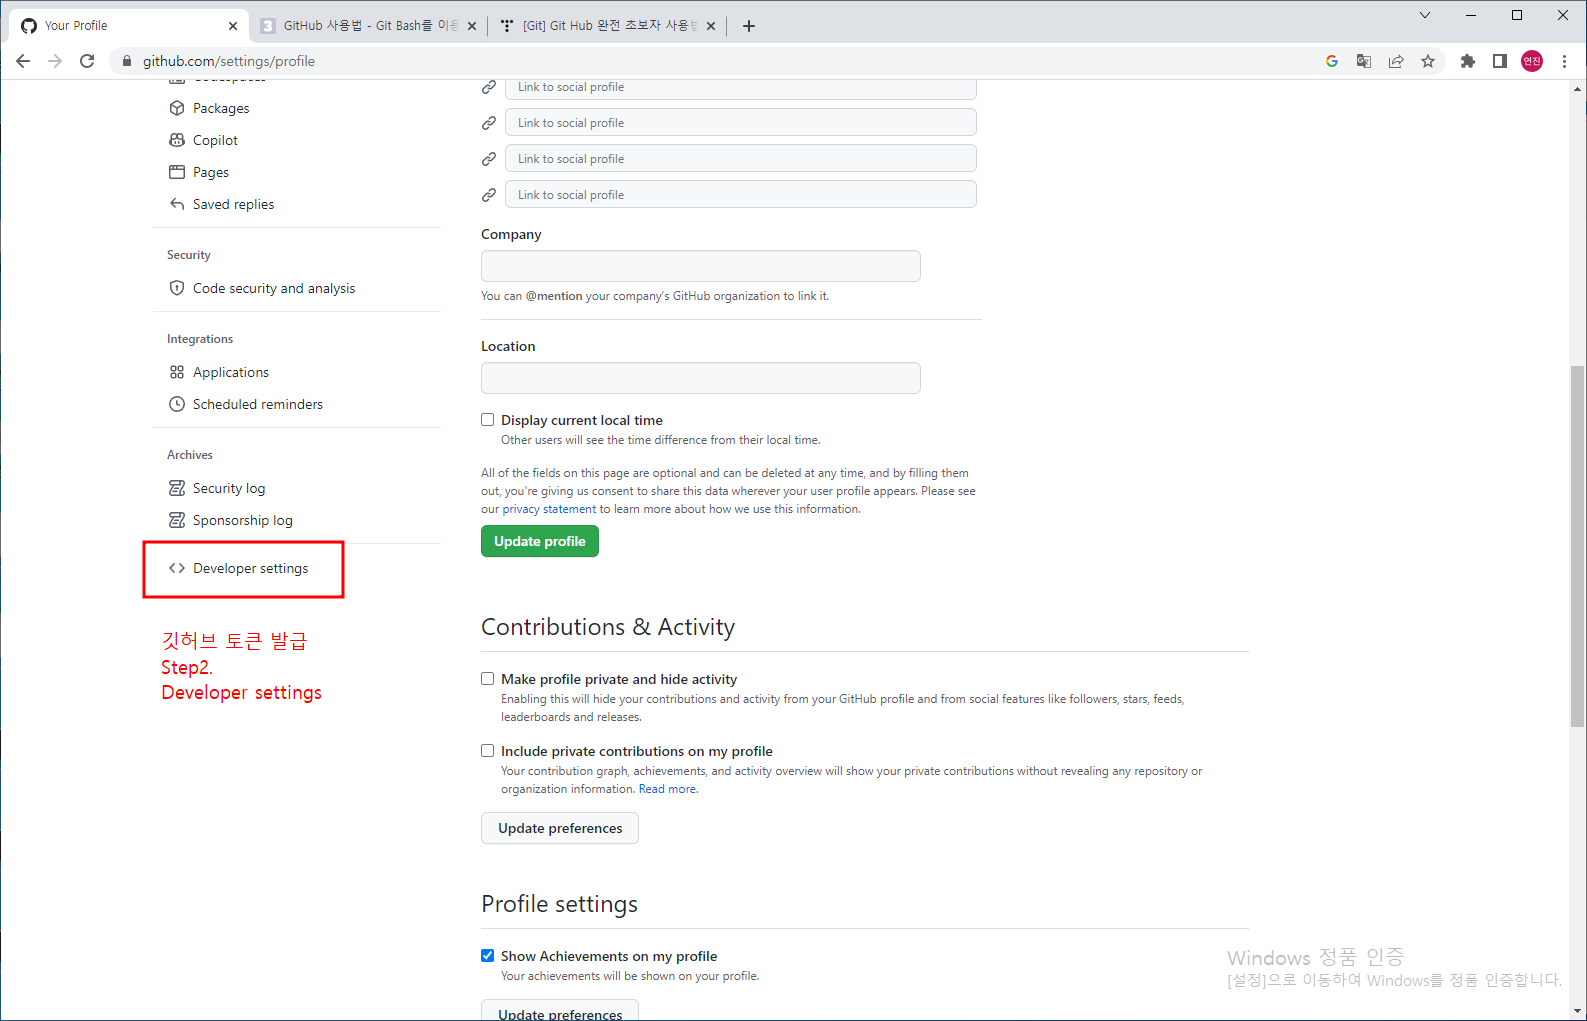 Your Profile
GitHub 사용법 - Git Bash를 이용
[Git] Git Hub 완전 초보자 사용법
github.com/settings/profile
연진
Codespaces
Packages
Copilot
Pages
Saved replies
Security
Code security and analysis
Integrations
Applications
Scheduled reminders
Archives
Security log
Sponsorship log
Developer settings
깃허브 토큰 발급
Step2.
Developer settings
Link to social profile
Link to social profile
Link to social profile
Link to social profile
Company
You can @mention your company's GitHub organization to link it.
Location
Display current local time
Other users will see the time difference from their local time.
All of the fields on this page are optional and can be deleted at any time, and by filling them
out, you're giving us consent to share this data wherever your user profile appears. Please see
our privacy statement to learn more about how we use this information.
Update profile
Contributions & Activity
Make profile private and hide activity
Enabling this will hide your contributions and activity from your GitHub profile and from social features like followers, stars, feeds,
leaderboards and releases.
Include private contributions on my profile
Your contribution graph, achievements, and activity overview will show your private contributions without revealing any repository or
organization information. Read more.
Update preferences
Profile settings
Show Achievements on my profile
Your achievements will be shown on your profile.
Update preferences
Windows 정품 인증
[설정]으로 이동하여 Windows를 정품 인증합니다.